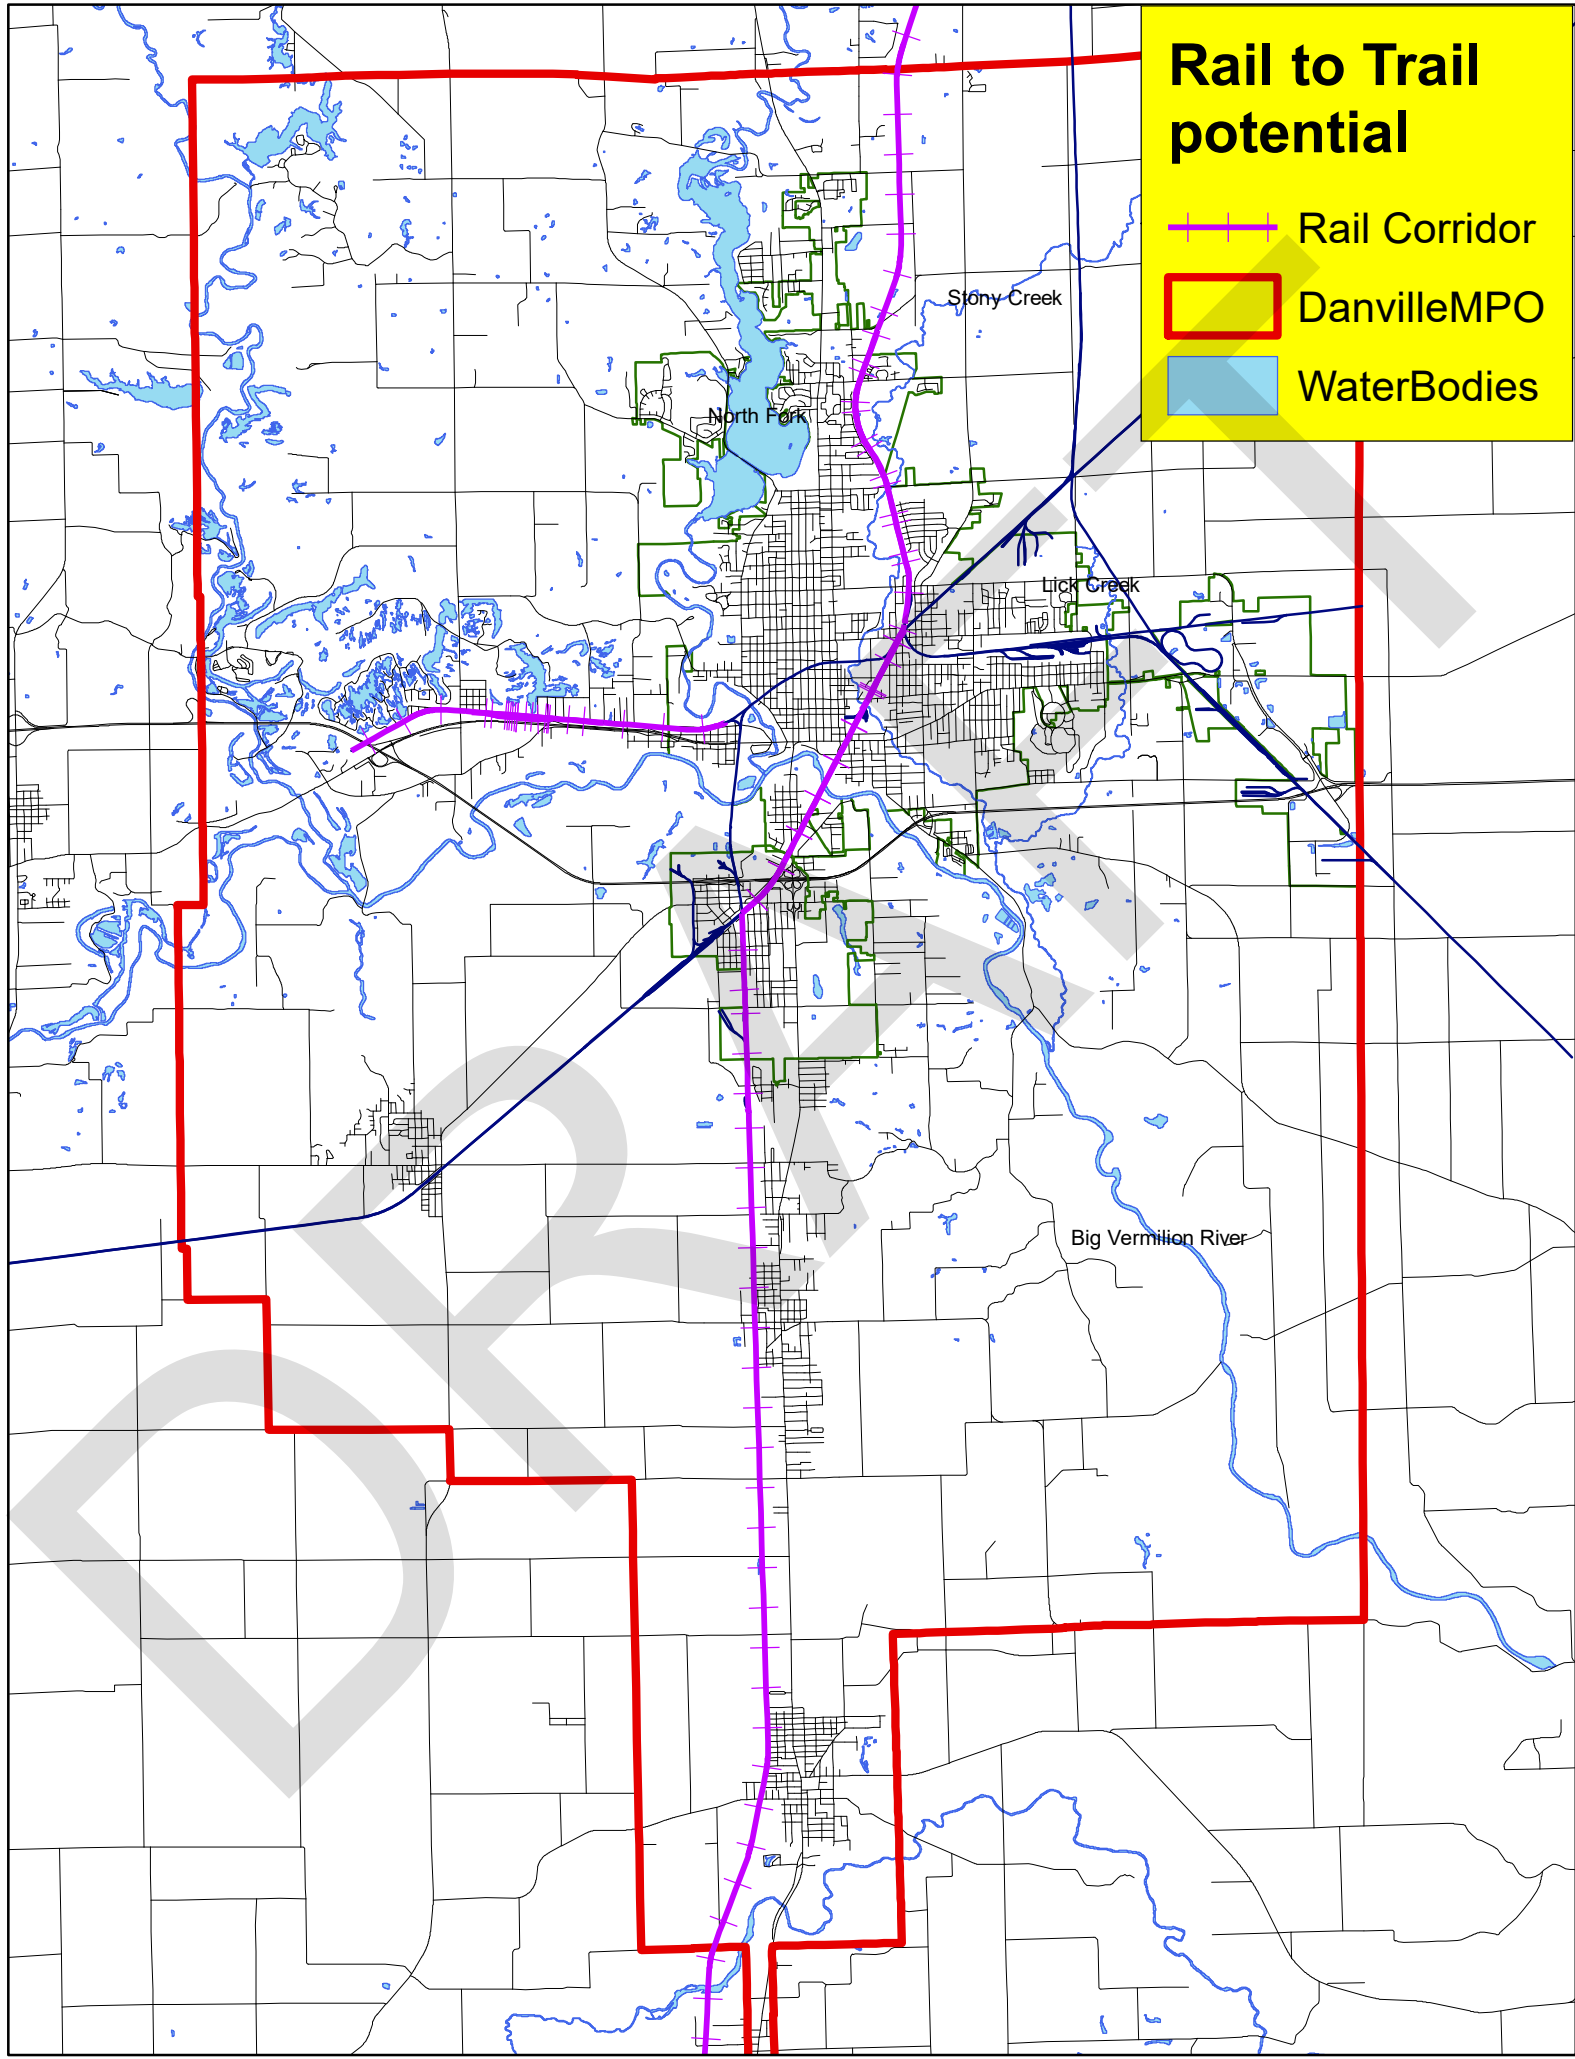 Rail to Trail
potential
Rail Corridor
DanvilleMPO
WaterBodies
Stony Creek
North Fork
Lick Creek
Big Vermilion River
DRAFT